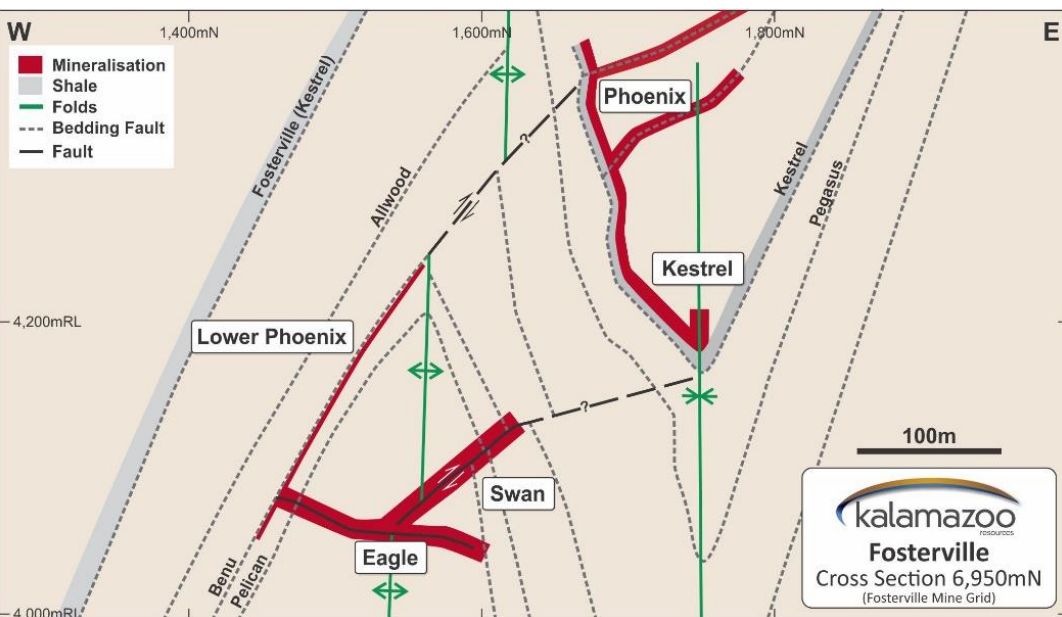 W
1,400mN
1,600mN
1,800mN
E
Mineralisation
Shale
Folds
Bedding Fault
Fault
Fosterville (Kestrel)
Allwood
?
Phoenix
Kestrel
Pegasus
Kestrel
4,200mRL
Lower Phoenix
?
100m
Swan
Eagle
Benu
Pelican
4,000mRL
kalamazoo
resources
Fosterville
Cross Section 6,950mN
(Fosterville Mine Grid)